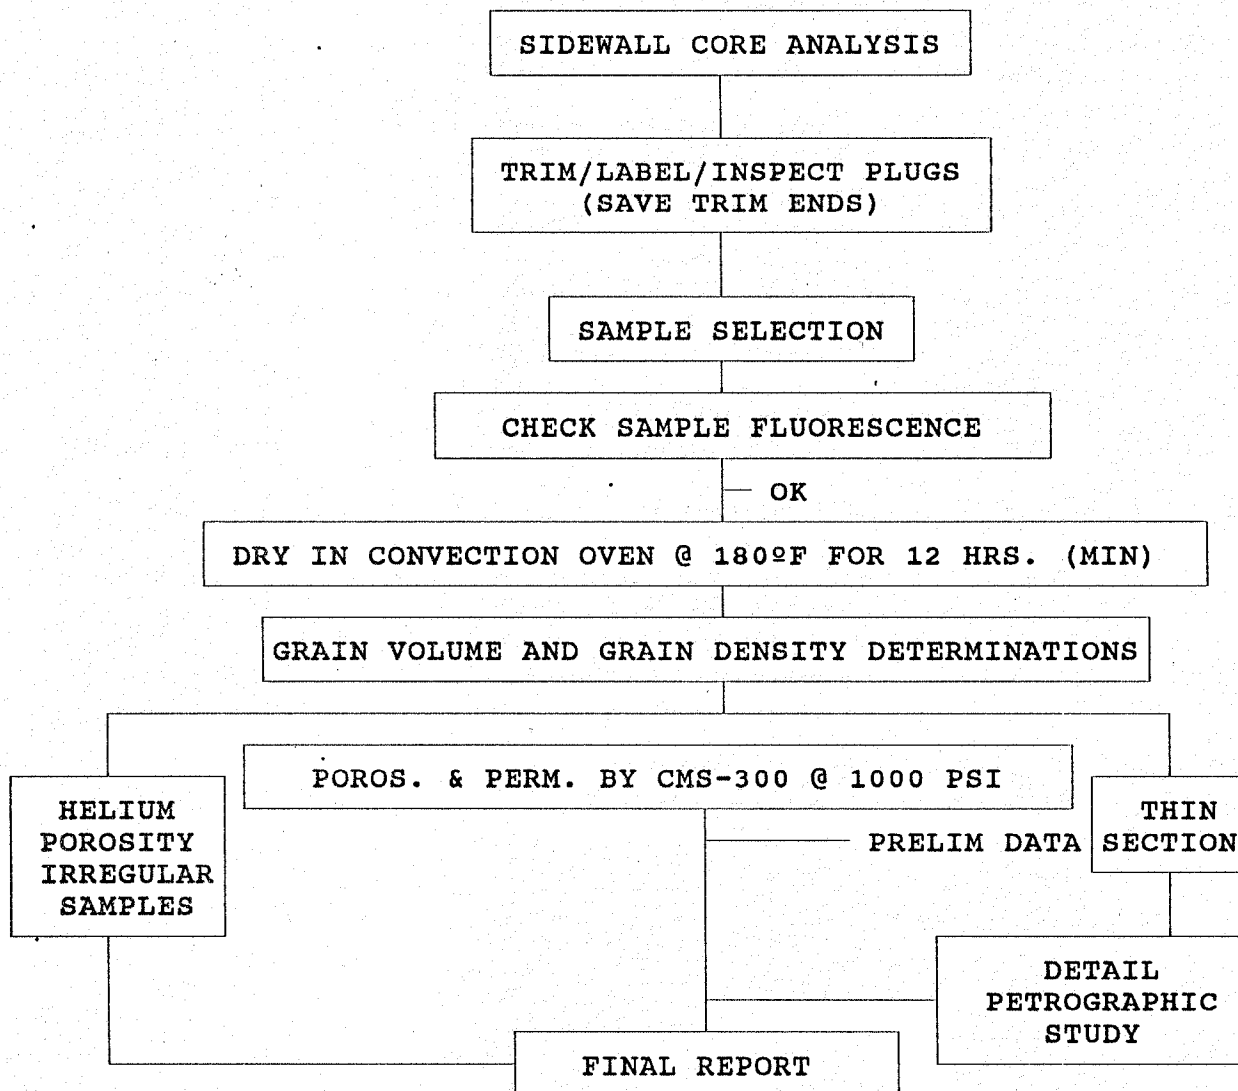 SIDEWALL CORE ANALYSIS
TRIM/LABEL/INSPECT PLUGS
(SAVE TRIM ENDS)
SAMPLE SELECTION
CHECK SAMPLE FLUORESCENCE
OK
DRY IN CONVECTION OVEN @ 180ºF FOR 12 HRS. (MIN)
GRAIN VOLUME AND GRAIN DENSITY DETERMINATIONS
POROS. & PERM. BY CMS-300 @ 1000 PSI
HELIUM
POROSITY
IRREGULAR
SAMPLES
PRELIM DATA
THIN
SECTION
DETAIL
PETROGRAPHIC
STUDY
FINAL REPORT